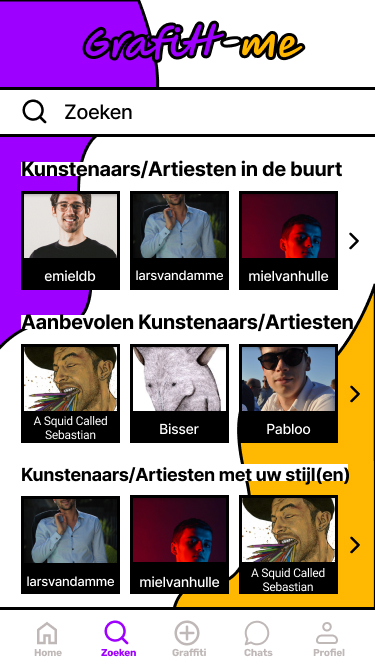 Grafitt-me
Zoeken
Kunstenaars/Artiesten in de buurt
emieldb
larsvandamme
mielvanhulle
Aanbevolen Kunstenaars/Artiesten
A Squid Called
Sebastian
Bisser
Pabloo
Kunstenaars/Artiesten met uw stijl(en)
larsvandamme
mielvanhulle
A Squid Called
Sebastian
Home
Zoeken
Graffiti
Chats
Profiel